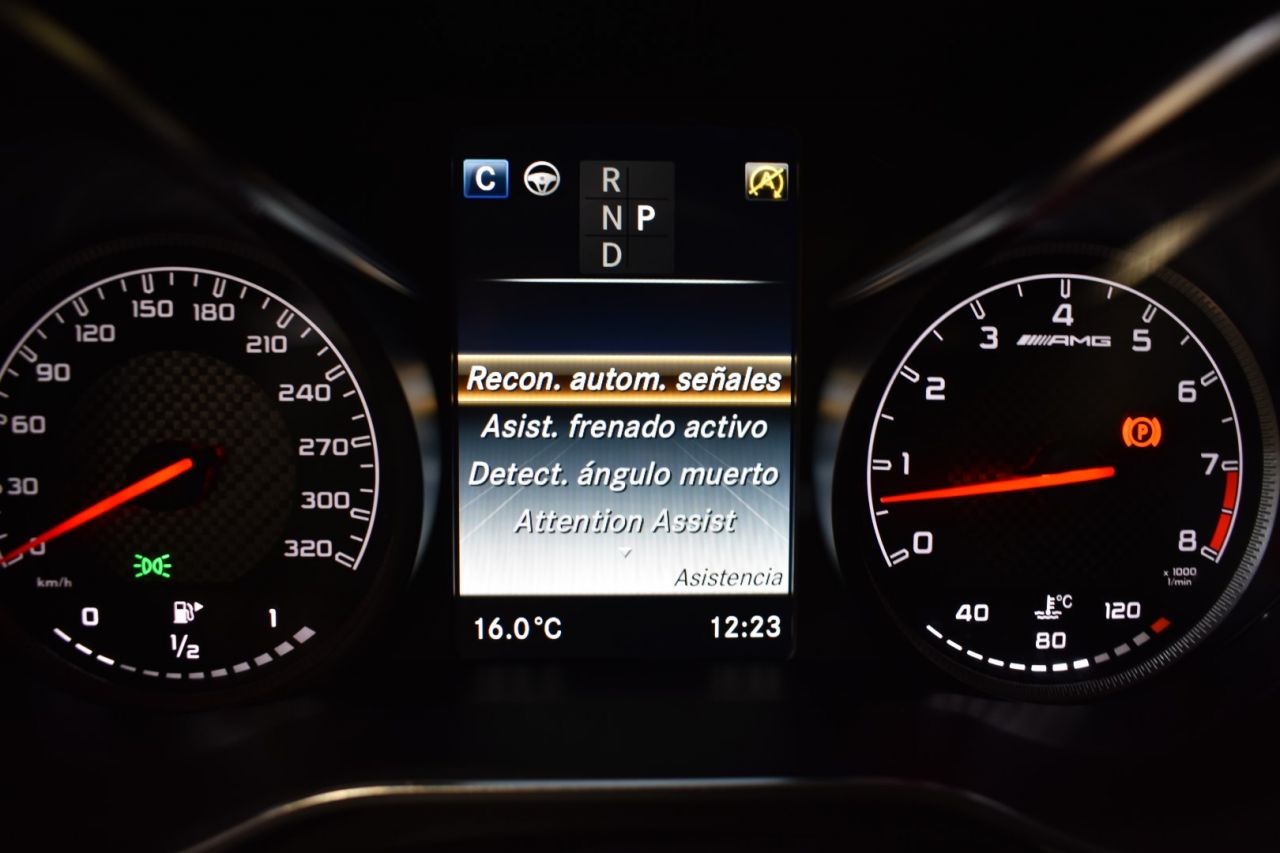 C
R
N P
D
0
30
60
90
120
150
180
210
240
270
300
320
km/h
0
1/2
1
Recon. autom. señales
Asist. frenado activo
Detect. ángulo muerto
Attention Assist
Asistencia
16.0°C
12:23
0
1
2
3
4
5
6
7
8
AMG
P
x 1000
1/min
40
°C
80
120